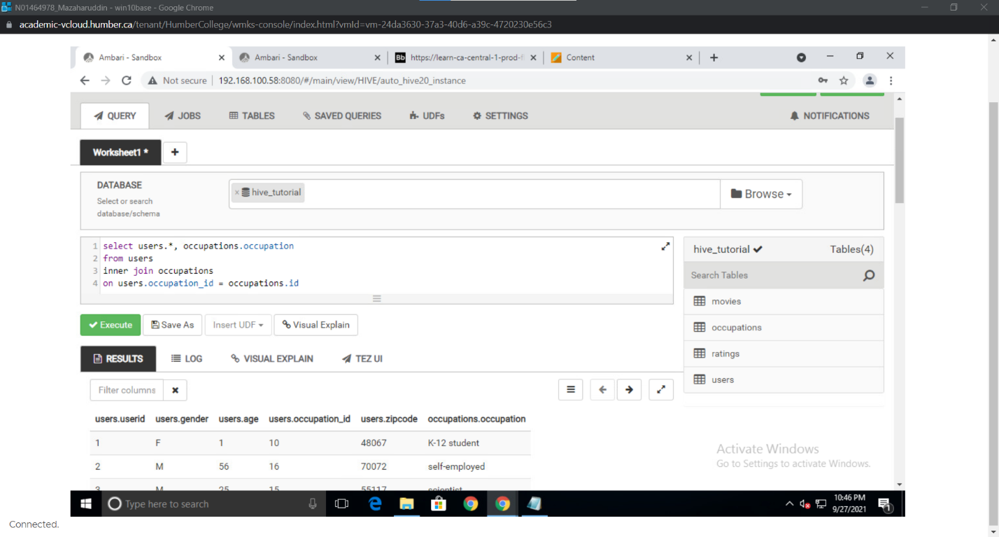 N01464978_Mazaharuddin - win10base - Google Chrome
academic-vcloud.humber.ca/tenant/HumberCollege/wmks-console/index.html?vmId=vm-24da3630-37a3-40d6-a39c-4720230e56c3
Ambari - Sandbox
Ambari - Sandbox
Bb https://learn-ca-central-1-prod-f
Content
Not secure 192.168.100.58:8080/#/main/view/HIVE/auto_hive20_instance
QUERY JOBS TABLES SAVED QUERIES UDFs SETTINGS NOTIFICATIONS
Worksheet1 * +
DATABASE
Select or search
database/schema
× hive_tutorial
Browse
1 select users.*, occupations.occupation
2 from users
3 inner join occupations
4 on users.occupation_id = occupations.id
hive_tutorial Tables(4)
Search Tables
movies
occupations
ratings
users
Execute Save As Insert UDF Visual Explain
RESULTS LOG VISUAL EXPLAIN TEZ UI
Filter columns
users.userid users.gender users.age users.occupation_id users.zipcode occupations.occupation
1 F 1 10 48067 K-12 student
2 M 56 16 70072 self-employed
3 M 25 15 55117 scientist
Activate Windows
Go to Settings to activate Windows.
Type here to search
10:46 PM
9/27/2021
1
Connected.